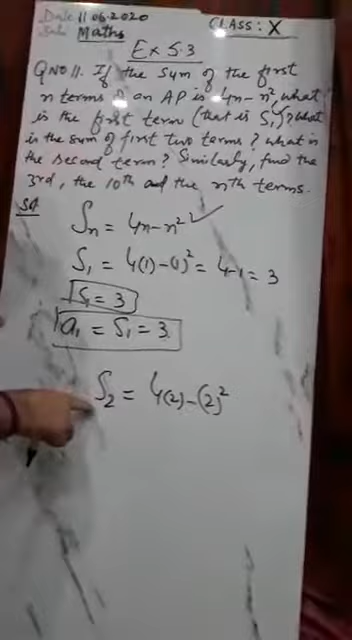 Date 11.06.2020 CLASS: X
Sub: Maths
Ex 5.3
Q NO 11. If the sum of the first
n terms of an AP is 4n-n², what
is the first term (that is S₁)? What
is the sum of first two terms? what is
the second term? Similarly, find the
3rd, the 10th and the nth terms.
Sol
Sₙ = 4n-n²
S₁ = 4(1)-(1)² = 4-1 = 3
S₁ = 3
a₁ = S₁ = 3
S₂ = 4(2)-(2)²